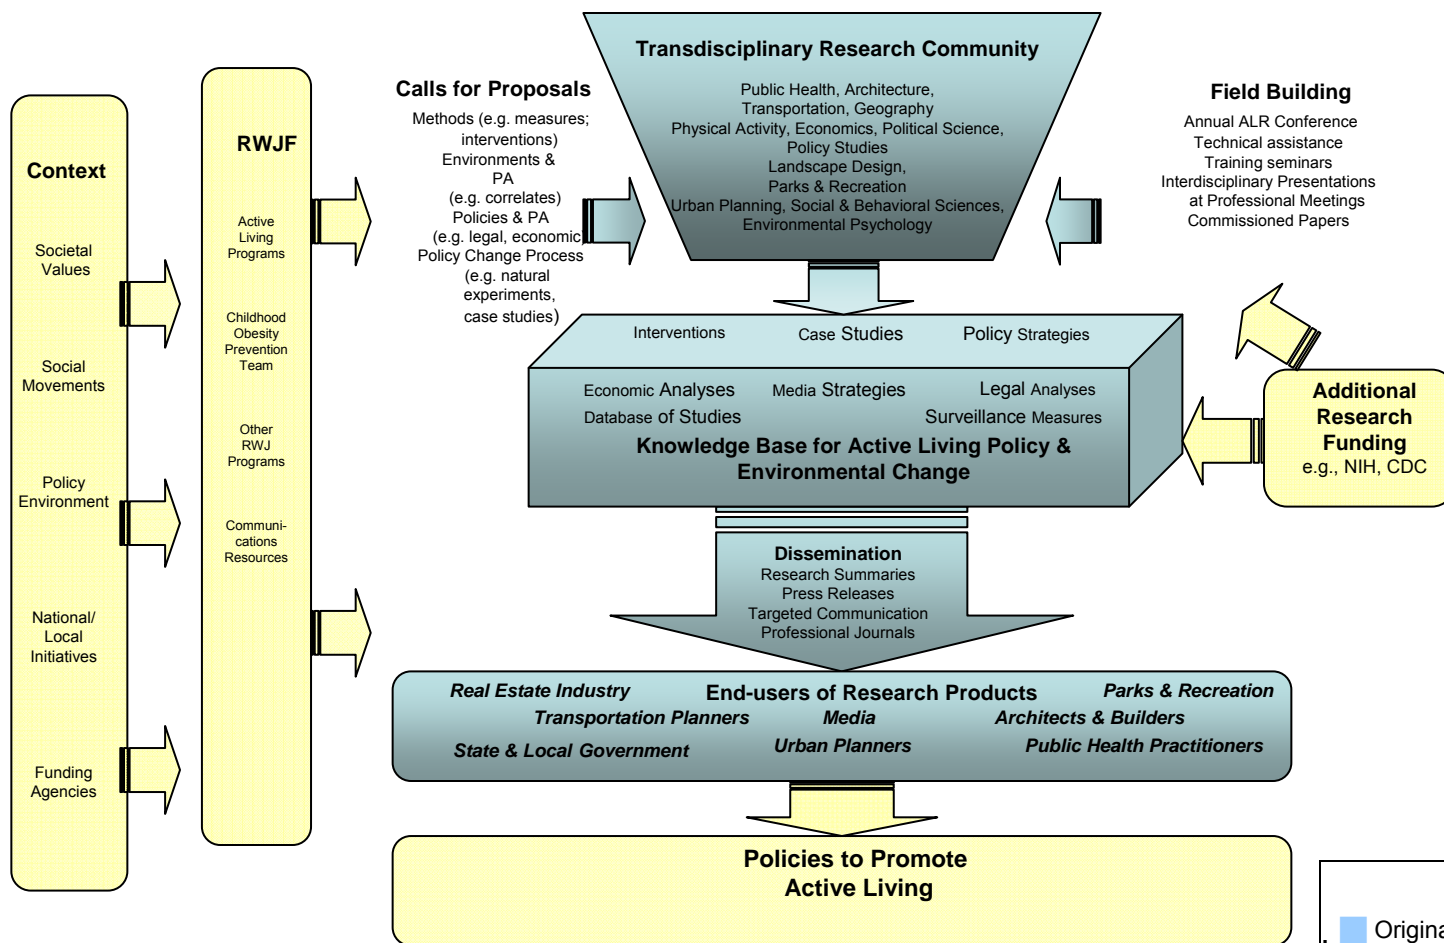 Context
Societal
Values
Social
Movements
Policy
Environment
National/
Local
Initiatives
Funding
Agencies
RWJF
Active
Living
Programs
Childhood
Obesity
Prevention
Team
Other
RWJ
Programs
Communi-
cations
Resources
Calls for Proposals
Methods (e.g. measures;
interventions)
Environments &
PA
(e.g. correlates)
Policies & PA
(e.g. legal, economic
Policy Change Process
(e.g. natural
experiments,
case studies)
Transdisciplinary Research Community
Public Health, Architecture,
Transportation, Geography
Physical Activity, Economics, Political Science,
Policy Studies
Landscape Design,
Parks & Recreation
Urban Planning, Social & Behavioral Sciences,
Environmental Psychology
Field Building
Annual ALR Conference
Technical assistance
Training seminars
Interdisciplinary Presentations
at Professional Meetings
Commissioned Papers
Interventions Case Studies Policy Strategies
Economic Analyses Media Strategies Legal Analyses
Database of Studies Surveillance Measures
Knowledge Base for Active Living Policy &
Environmental Change
Additional
Research
Funding
e.g., NIH, CDC
Dissemination
Research Summaries
Press Releases
Targeted Communication
Professional Journals
Real Estate Industry End-users of Research Products Parks & Recreation
Transportation Planners Media Architects & Builders
State & Local Government Urban Planners Public Health Practitioners
Policies to Promote
Active Living